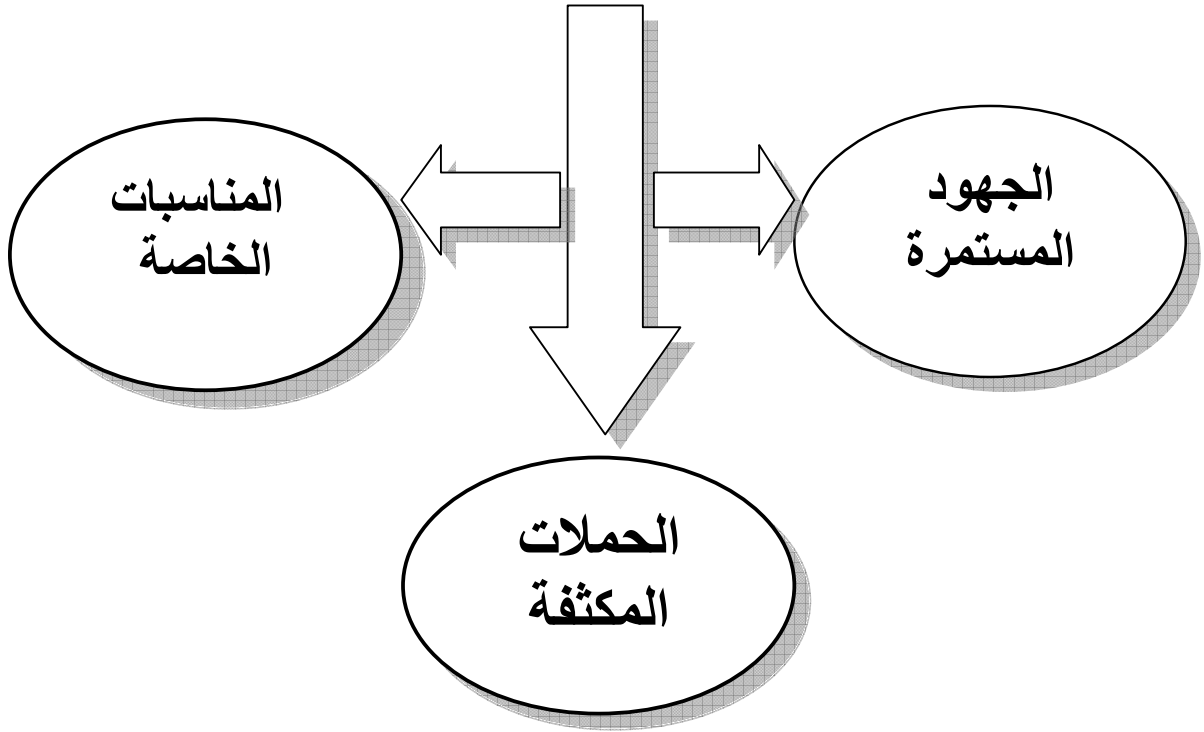 الجهود
المستمرة
المناسبات
الخاصة
الحملات
المكثفة